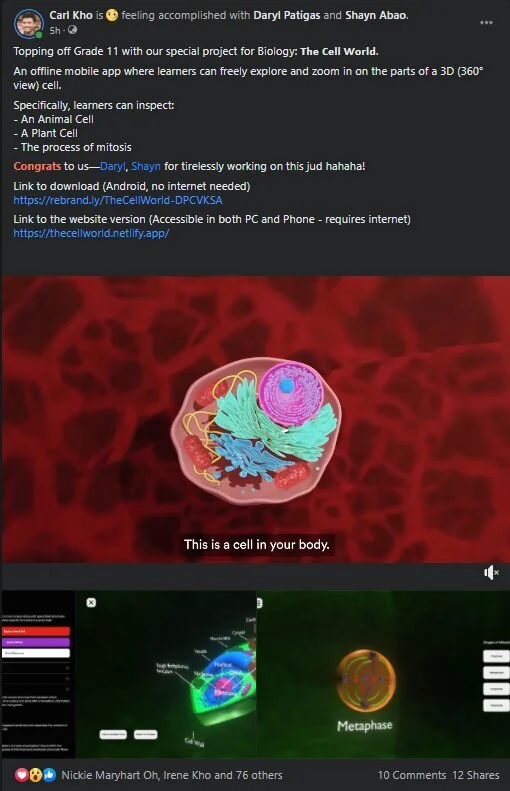 Carl Kho is 🥹 feeling accomplished with Daryl Patigas and Shayn Abao.
5h ·
Topping off Grade 11 with our special project for Biology: The Cell World.
An offline mobile app where learners can freely explore and zoom in on the parts of a 3D (360°
view) cell.
Specifically, learners can inspect:
- An Animal Cell
- A Plant Cell
- The process of mitosis
Congrats to us—Daryl, Shayn for tirelessly working on this jud hahaha!
Link to download (Android, no internet needed)
https://rebrand.ly/TheCellWorld-DPCVKSA
Link to the website version (Accessible in both PC and Phone - requires internet)
https://thecellworld.netlify.app/
This is a cell in your body.
Vacuole
Nucleus
DNA
Cell Wall
Metaphase
Nickie Maryhart Oh, Irene Kho and 76 others
10 Comments 12 Shares